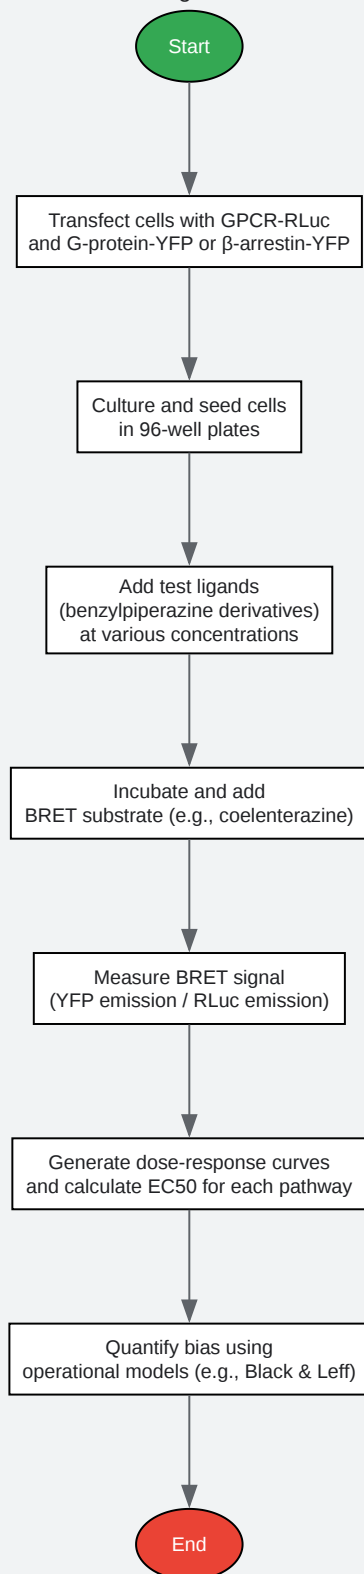 Start
Transfect cells with GPCR-RLuc
and G-protein-YFP or β-arrestin-YFP
Culture and seed cells
in 96-well plates
Add test ligands
(benzylpiperazine derivatives)
at various concentrations
Incubate and add
BRET substrate (e.g., coelenterazine)
Measure BRET signal
(YFP emission / RLuc emission)
Generate dose-response curves
and calculate EC50 for each pathway
Quantify bias using
operational models (e.g., Black & Leff)
End